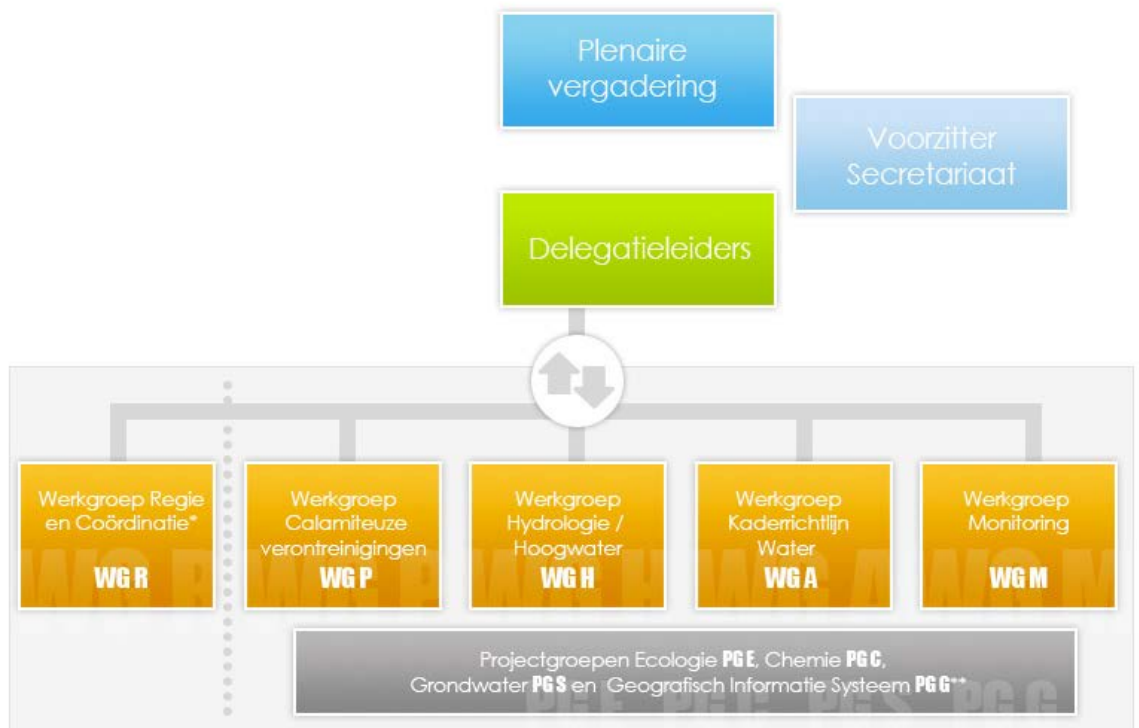 Plenaire
vergadering
Voorzitter
Secretariaat
Delegatieleiders
Werkgroep Regie
en Coördinatie*
WG R
Werkgroep
Calamiteuze
verontreinigingen
WG P
Werkgroep
Hydrologie /
Hoogwater
WG H
Werkgroep
Kaderrichtlijn
Water
WG A
Werkgroep
Monitoring
WG M
Projectgroepen Ecologie PG E, Chemie PG C,
Grondwater PG S en Geografisch Informatie Systeem PG G**